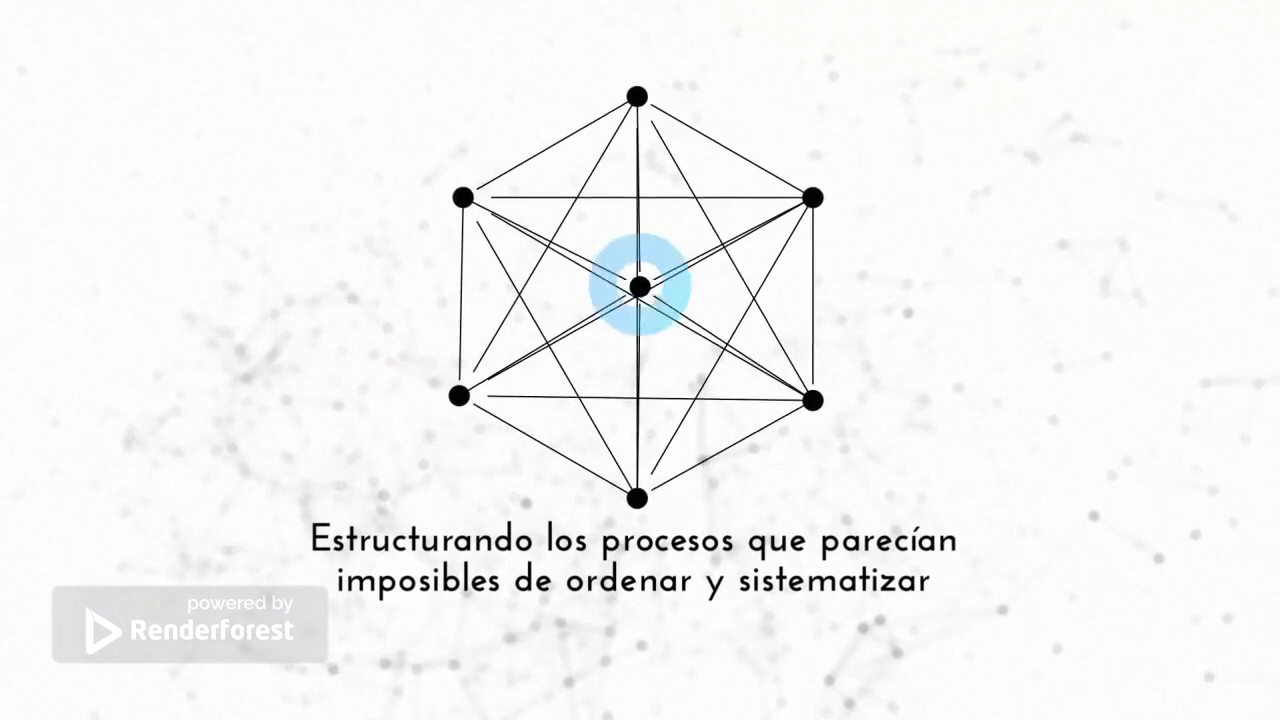 Estructurando los procesos que parecían
imposibles de ordenar y sistematizar
powered by
Renderforest